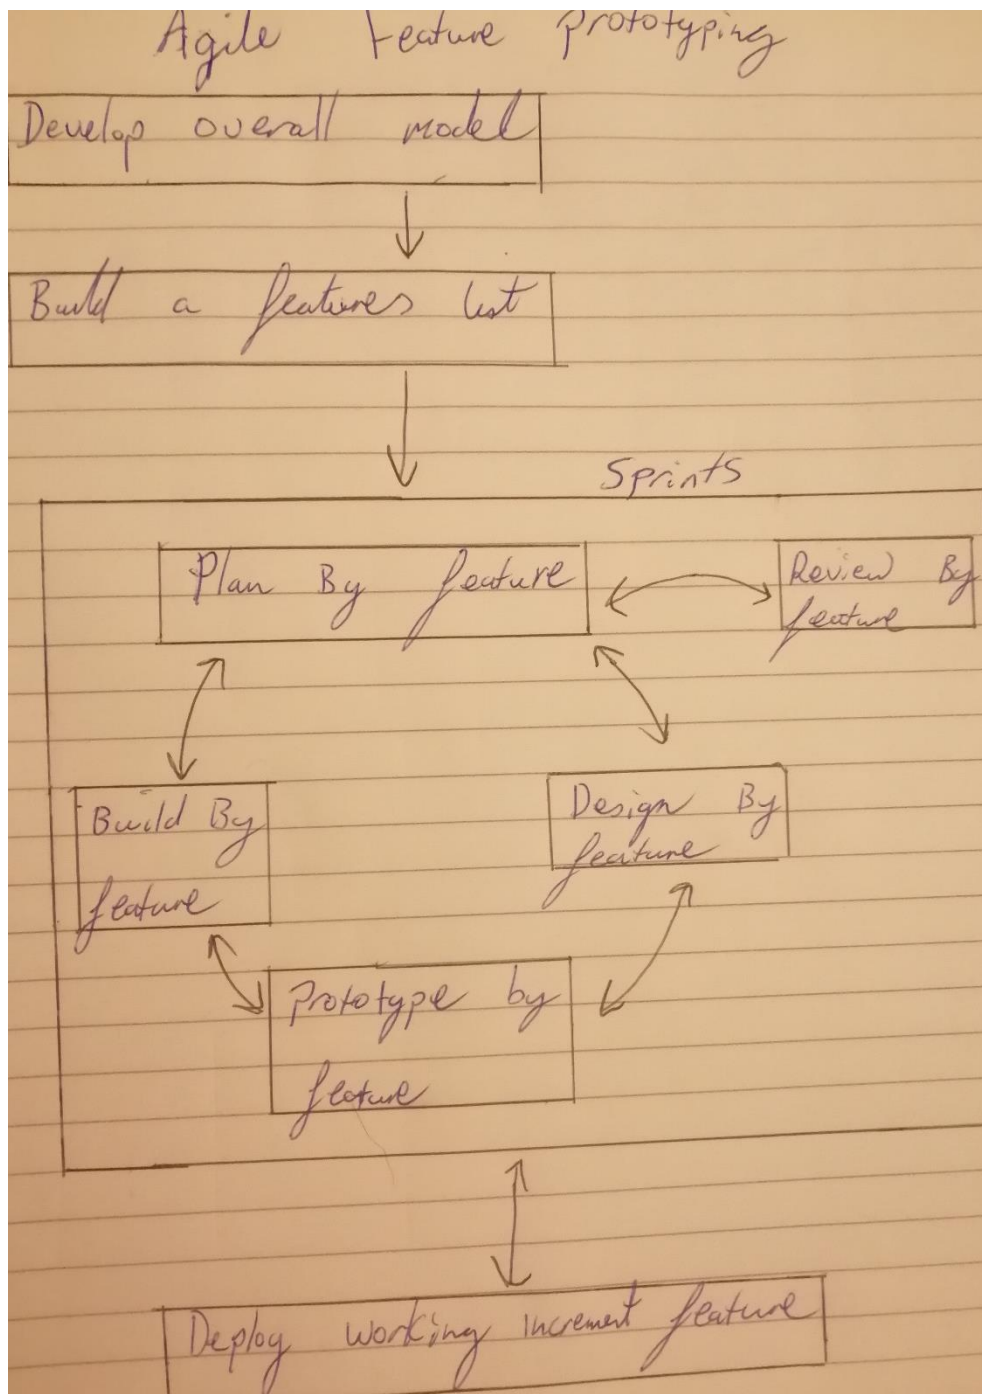 Agile Feature Prototyping
Develop overall model
Build a features list
Sprints
Plan By feature
Review By
feature
Build By
feature
Design By
feature
Prototype by
feature
Deploy working increment feature